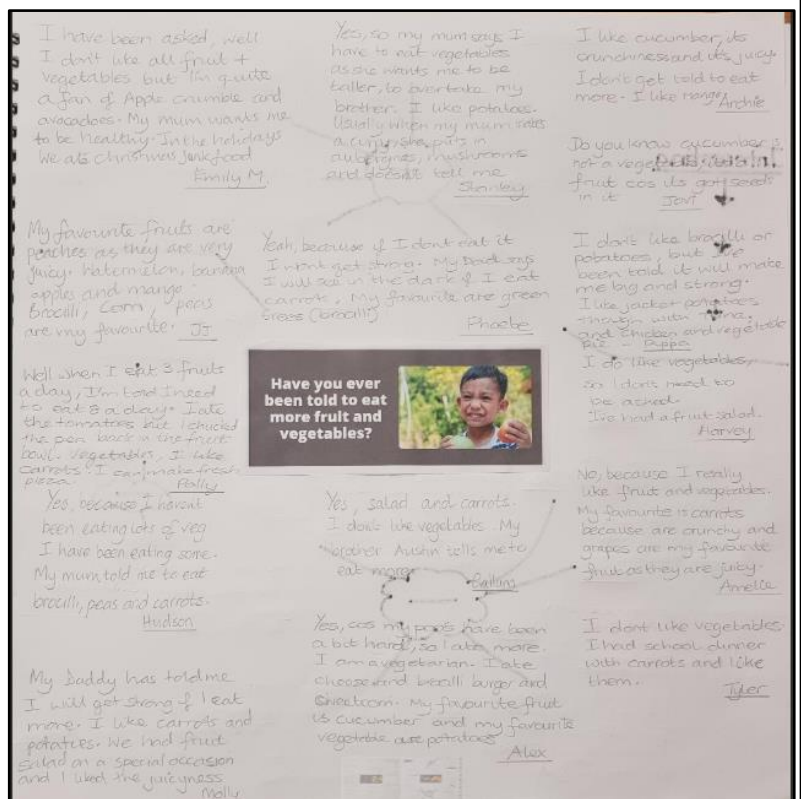 I have been asked, well
I don't like all fruit +
vegetables but I'm quite
a fan of Apple crumble and
avocadoes. My mum wants me
to be healthy. In the holidays
we ate Christmas junk food
Emily M.
Yes, so my mum says I
have to eat vegetables
as she wants me to be
taller, to overtake my
brother. I like potatoes.
Usually when my mum makes
a curry she puts in
aubergines, mushrooms
and doesn't tell me
Stanley
I like cucumber, its
crunchiness and its juicy
I don't get told to eat
more. I like mango
Archie
Do you know cucumber is
not a
fruit cos its got seeds
in it
Jovi
My favourite fruits are
peaches as they are very
juicy. Watermelon, banana
apples and mango.
Brocilli, Corn, peas
are my favourite. JJ
Yeah, because if I dont eat it
I wont get strong. My Dad says
I will see in the dark if I eat
carrots. My favourite are green
trees (brocilli)
Phoebe
I don't like brocilli or
potatoes, but I've
been told it will make
me big and strong.
I like jacket potatoes
with
and chicken and vegetable
pie - Pippa
I do like vegetables,
so I don't need to
be asked.
I've had a fruit salad.
Harvey
Well when I eat 3 fruits
a day, I'm told I need
to eat 8 a day. I ate
the tomatoes but I chucked
the back in the fruit
bowl. Vegetables, I like
carrots. I can make fresh
pizza.
Polly
Have you ever
been told to eat
more fruit and
vegetables?
Yes, because I havent
been eating lots of veg
I have been eating some.
My mum told me to eat
brocilli, peas and carrots.
Hudson
Yes, salad and carrots.
I don't like vegetables. My
brother Austin tells me to
eat more
No, because I really
like fruit and vegetables.
My favourite is carrots
because are crunchy and
grapes are my favourite
fruit as they are juicy.
Amelia
My Daddy has told me
I will get strong if I eat
more. I like carrots and
potatoes. We had fruit
salad on a special occasion
and I liked the juicyness
Molly
Yes, cos my poos have been
a bit hard, so I ate more.
I am a vegetarian. I ate
cheese and brocilli burger and
sweetcorn. My favourite fruit
is cucumber and my favourite
vegetable are potatoes
Alex
I dont like vegetables.
I had school dinner
with carrots and like
them.
Tyler